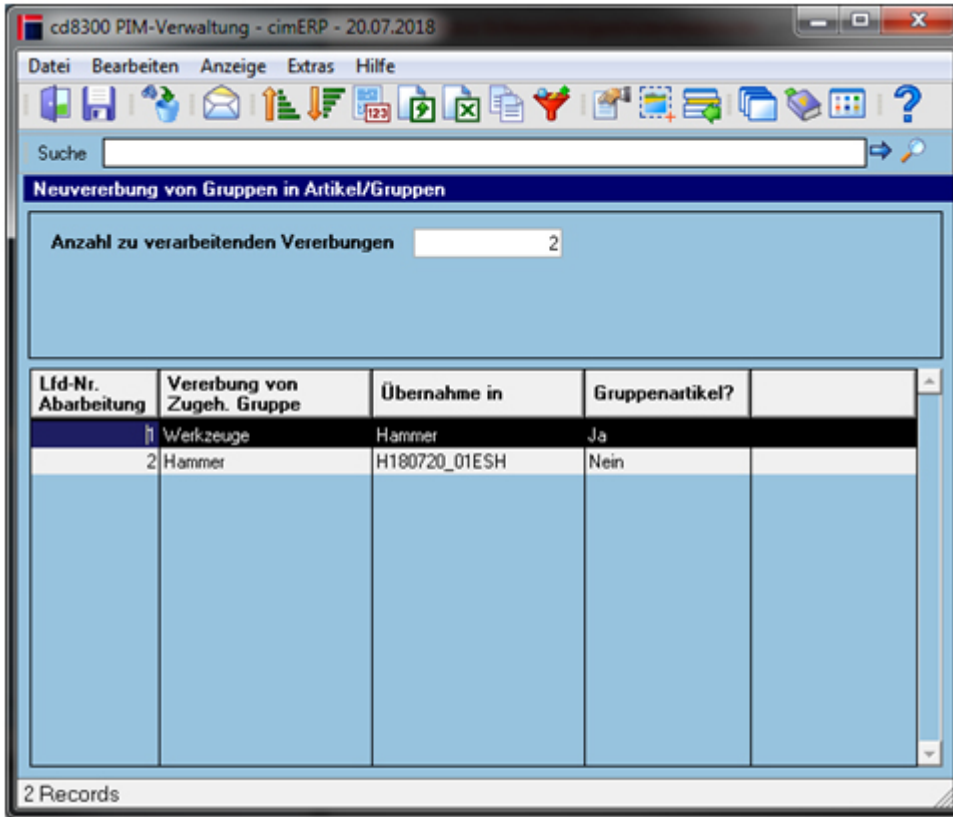 cd8300 PIM-Verwaltung - cimERP - 20.07.2018
Datei Bearbeiten Anzeige Extras Hilfe
123
Suche
Neuvererbung von Gruppen in Artikel/Gruppen
Anzahl zu verarbeitenden Vererbungen 2
Lfd-Nr. Abarbeitung Vererbung von Zugeh. Gruppe Übernahme in Gruppenartikel?
1 Werkzeuge Hammer Ja
2 Hammer H180720_01ESH Nein
2 Records